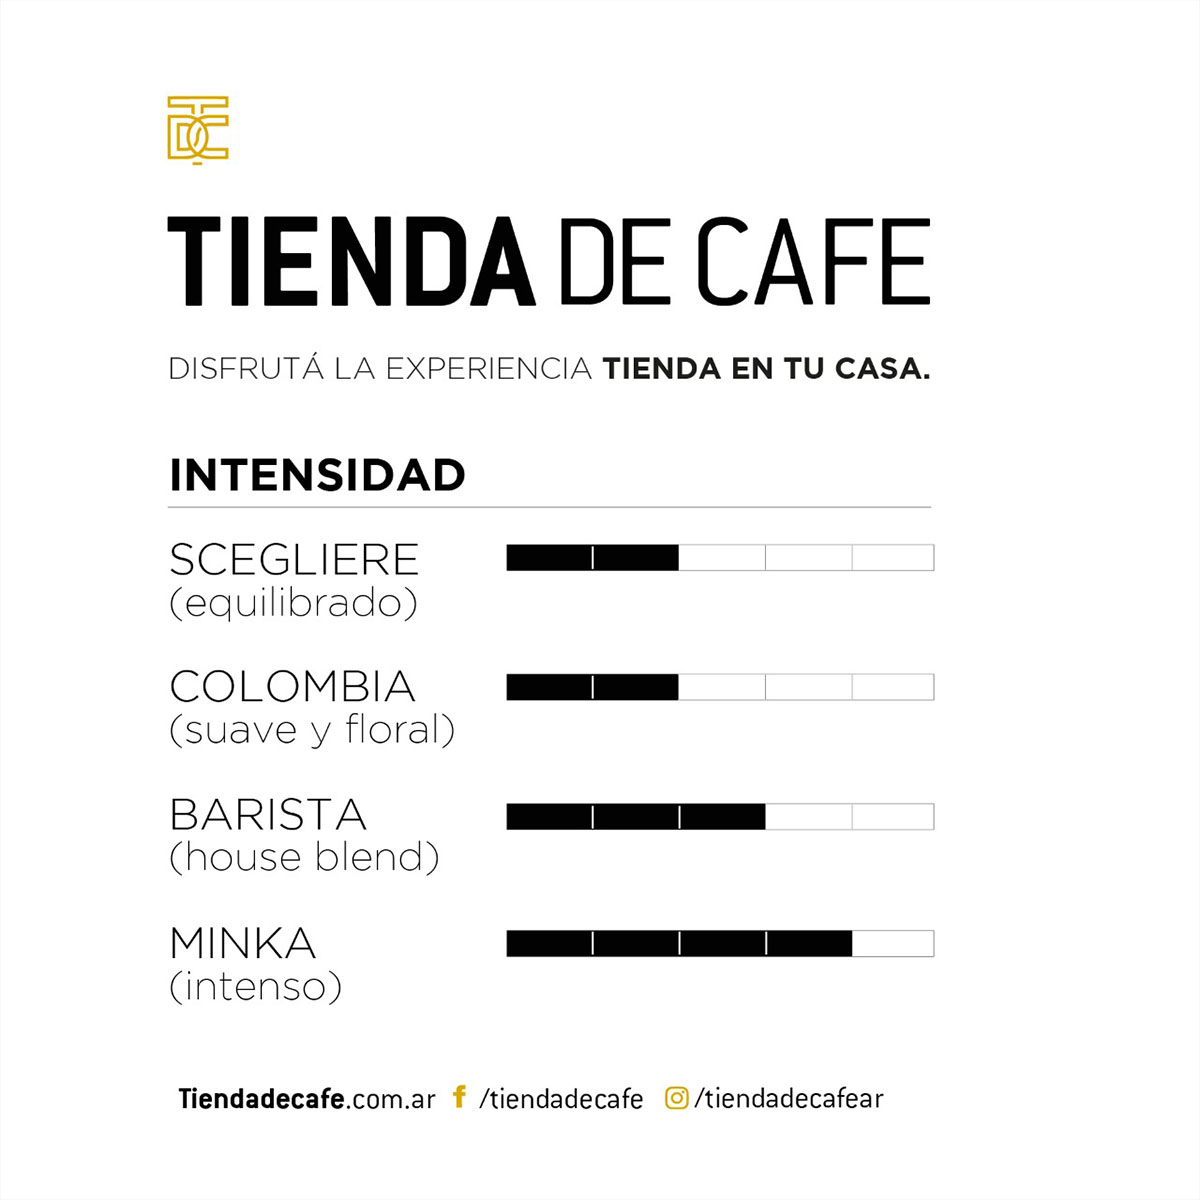 TDC
TIENDA DE CAFE
DISFRUTÁ LA EXPERIENCIA TIENDA EN TU CASA.
INTENSIDAD
SCEGLIERE
(equilibrado)
COLOMBIA
(suave y floral)
BARISTA
(house blend)
MINKA
(intenso)
Tiendadecafe.com.ar f /tiendadecafe /tiendadecafear